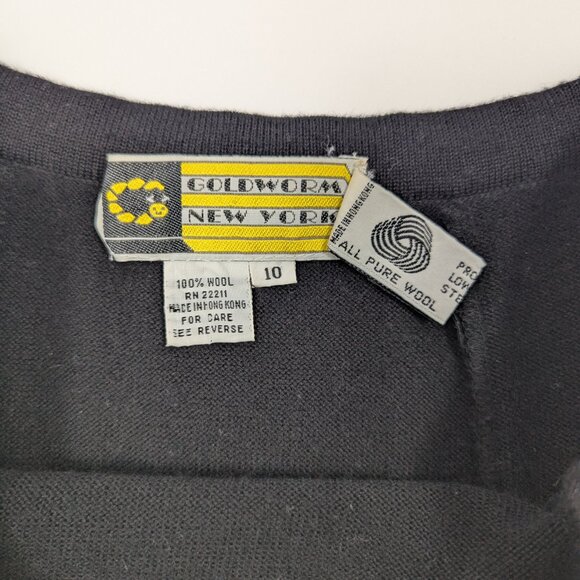 GOLDWORM
NEW YORK
10
100% WOOL
RN 22211
MADE IN HONG KONG
FOR CARE
SEE REVERSE
MADE IN HONG KONG
ALL PURE WOOL